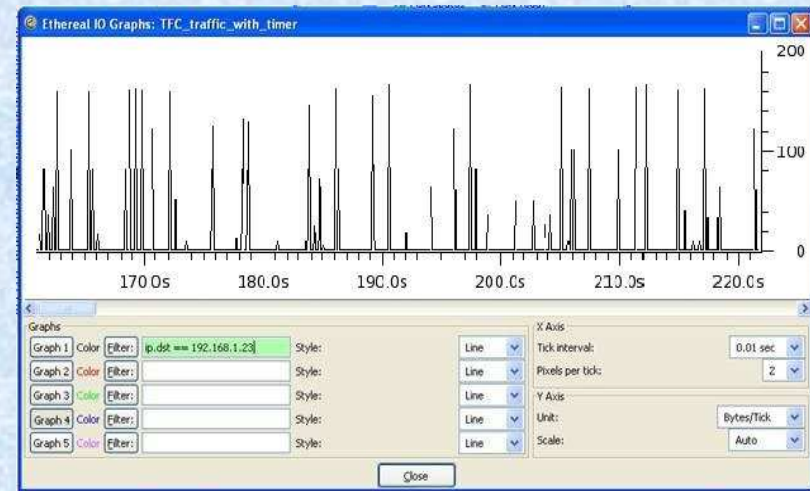 Ethereal IO Graphs: TFC_traffic_with_timer
200
100
0
170.0s 180.0s 190.0s 200.0s 210.0s 220.0s
Graphs
Graph 1 Color Filter: ip.dst == 192.168.1.23 Style: Line
Graph 2 Color Filter: Style: Line
Graph 3 Color Filter: Style: Line
Graph 4 Color Filter: Style: Line
Graph 5 Color Filter: Style: Line
X Axis
Tick interval: 0.01 sec
Pixels per tick: 2
Y Axis
Unit: Bytes/Tick
Scale: Auto
Close